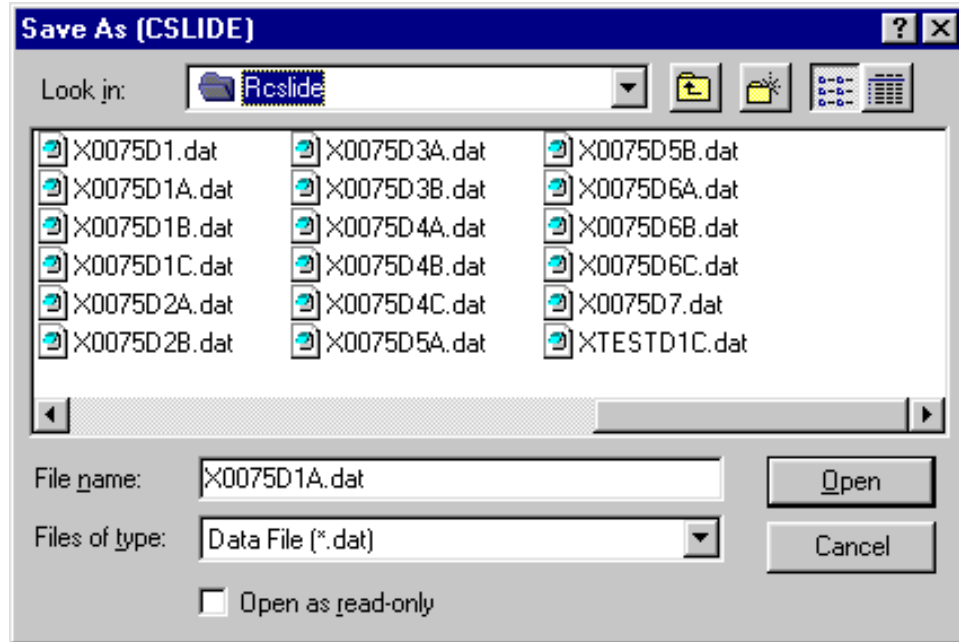 Save As (CSLIDE)
Look in: Rcslide
X0075D1.dat X0075D3A.dat X0075D5B.dat
X0075D1A.dat X0075D3B.dat X0075D6A.dat
X0075D1B.dat X0075D4A.dat X0075D6B.dat
X0075D1C.dat X0075D4B.dat X0075D6C.dat
X0075D2A.dat X0075D4C.dat X0075D7.dat
X0075D2B.dat X0075D5A.dat XTESTD1C.dat
File name: X0075D1A.dat Open
Files of type: Data File (*.dat) Cancel
Open as read-only